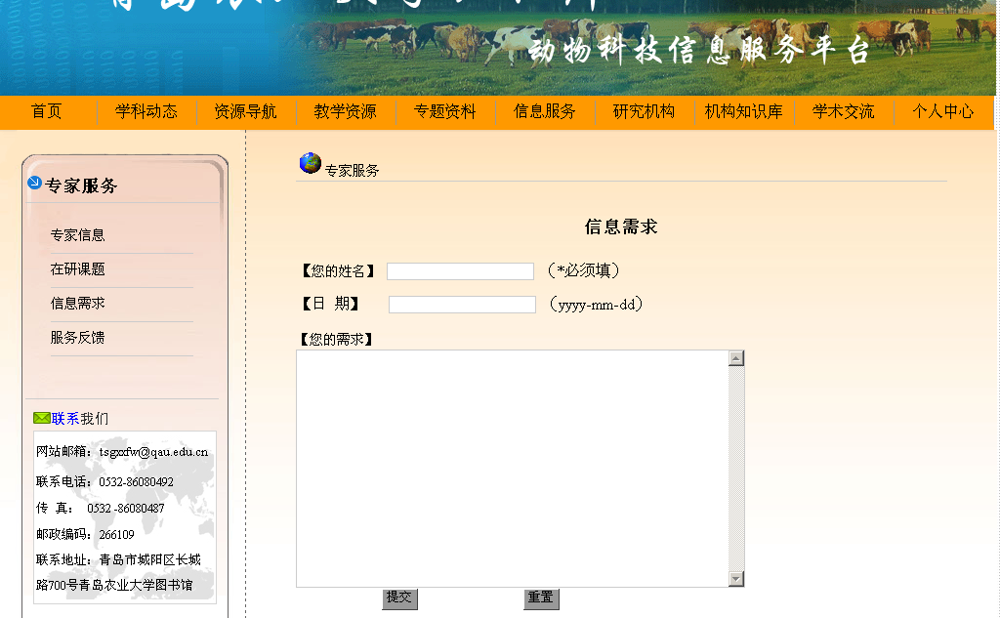 动物科技信息服务平台
首页 学科动态 资源导航 教学资源 专题资料 信息服务 研究机构 机构知识库 学术交流 个人中心
专家服务
专家信息
在研课题
信息需求
服务反馈
联系我们
网站邮箱：tsgxxfw@qau.edu.cn
联系电话：0532-86080492
传 真： 0532 -86080487
邮政编码：266109
联系地址：青岛市城阳区长城
路700号青岛农业大学图书馆
专家服务
信息需求
【您的姓名】 （*必须填）
【日 期】 （yyyy-mm-dd）
【您的需求】
提交 重置